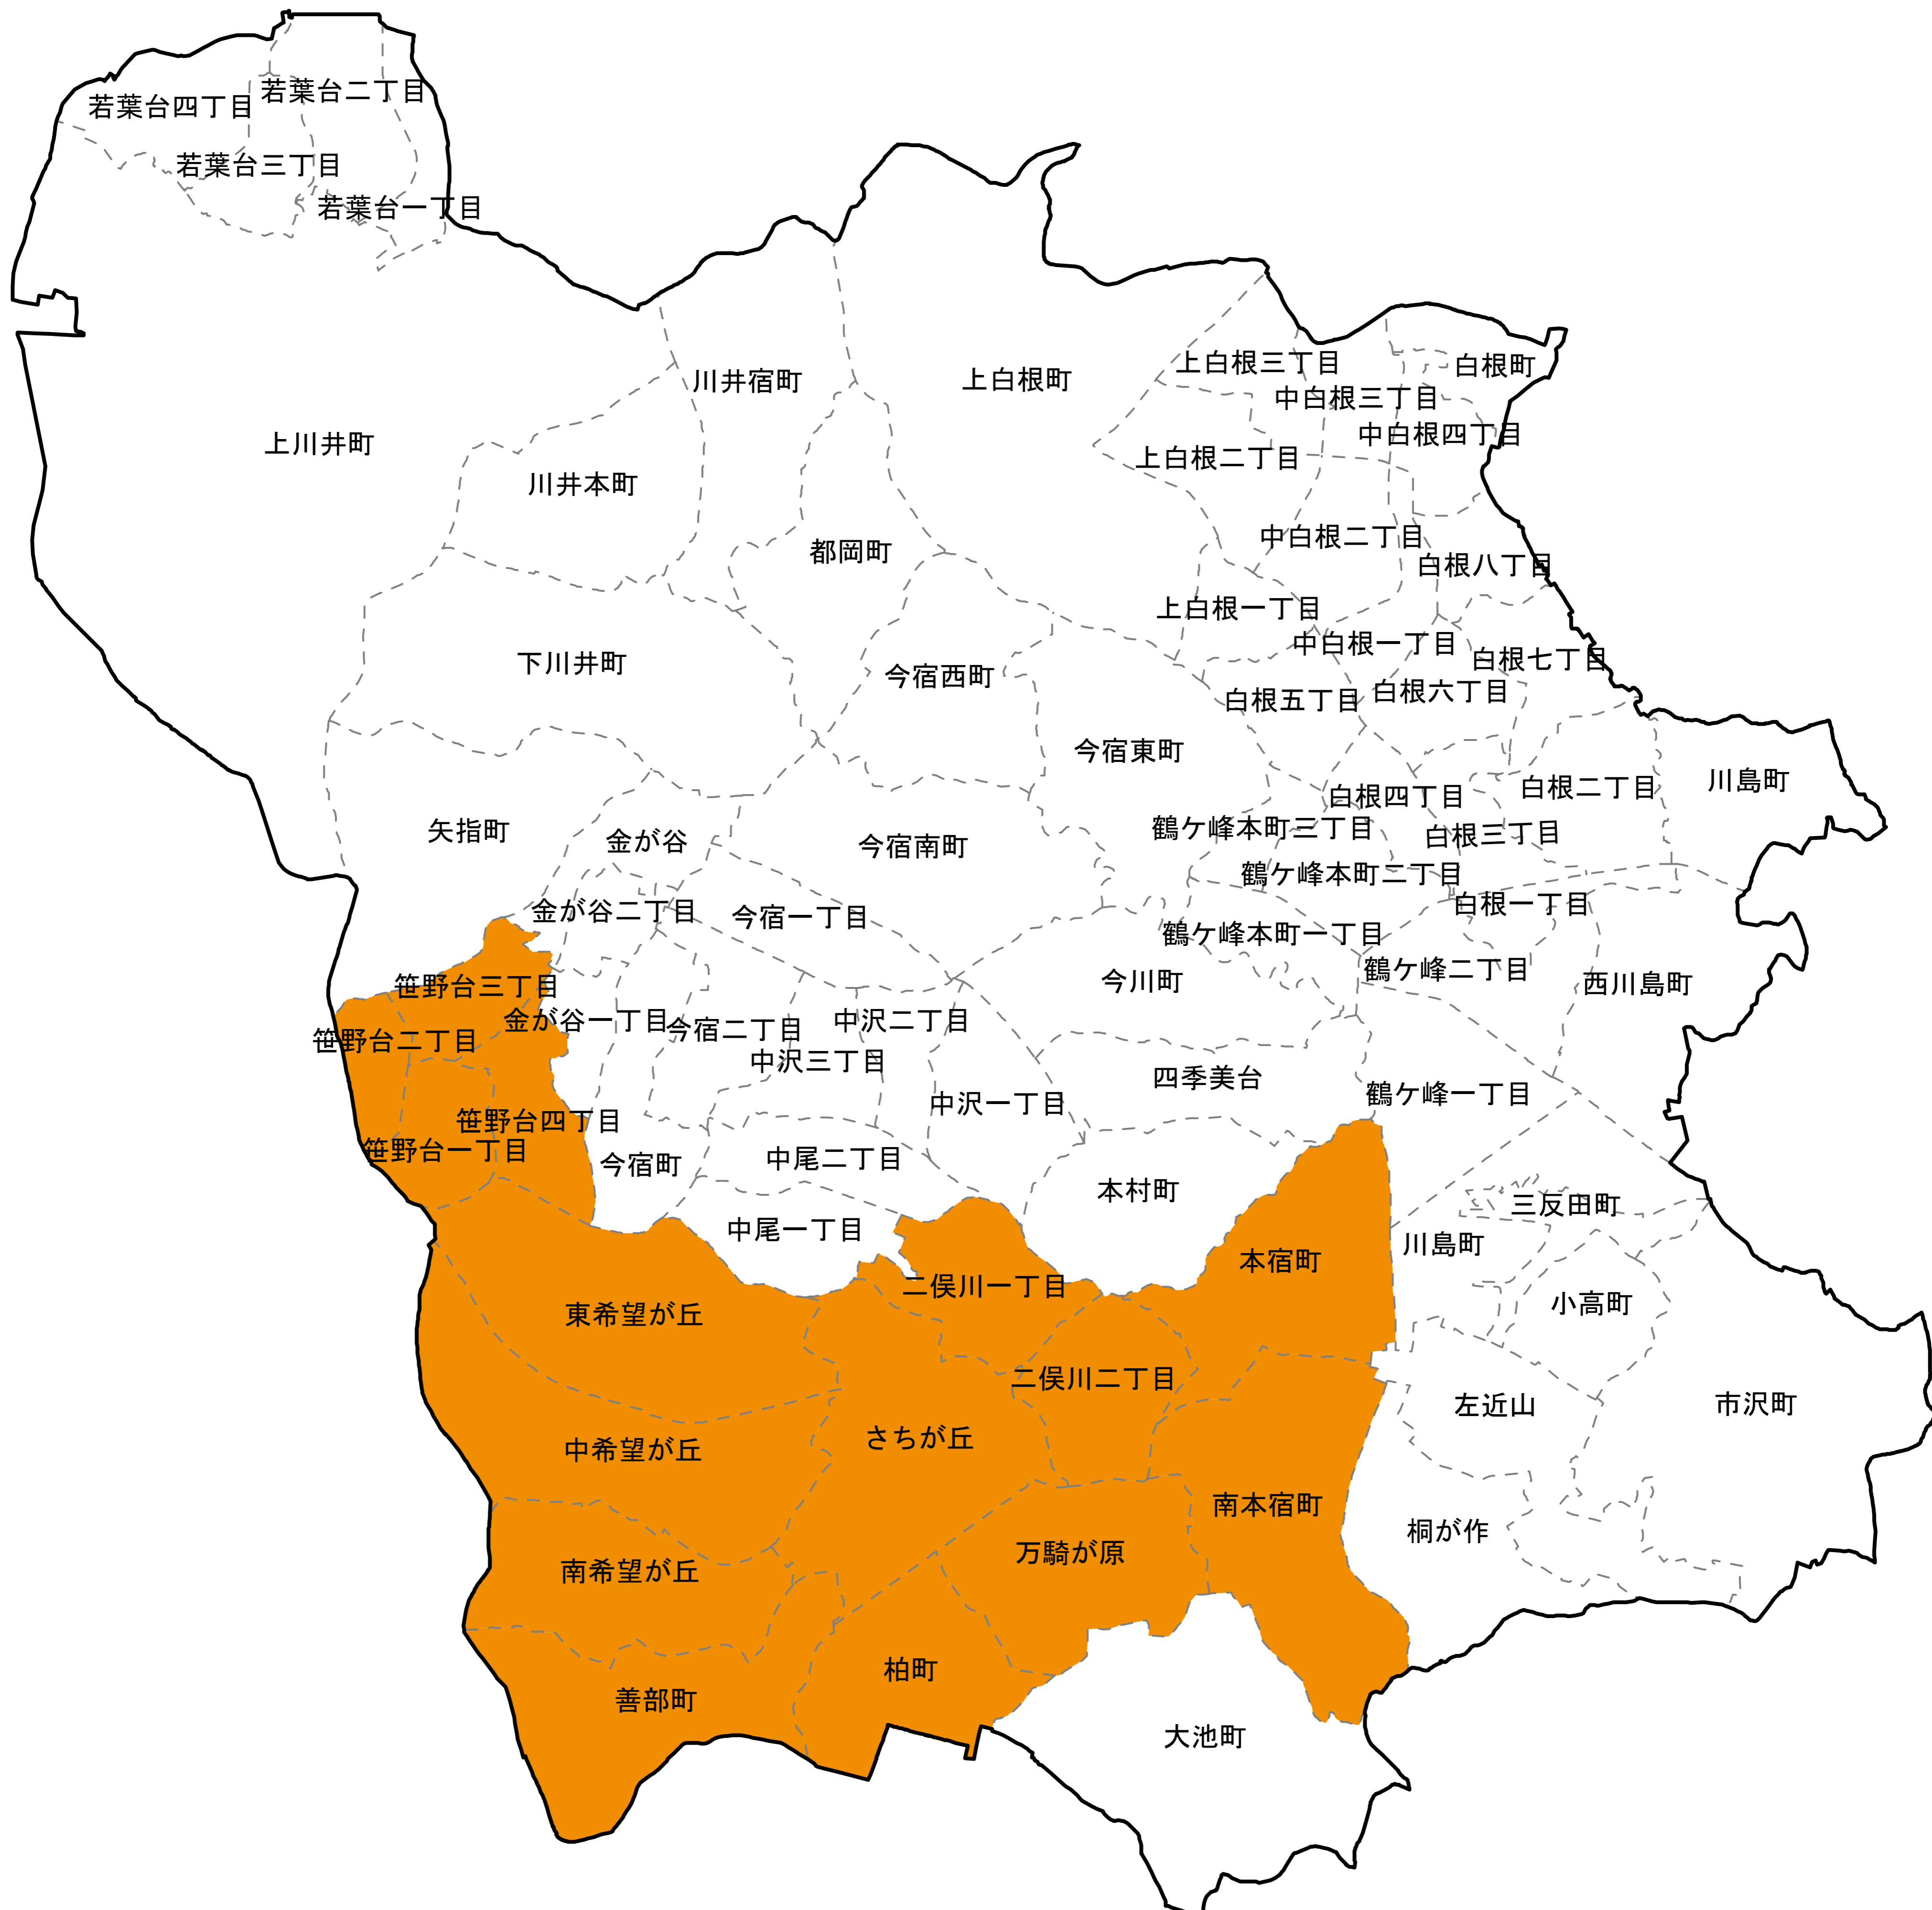 若葉台二丁目
若葉台四丁目
若葉台三丁目
若葉台一丁目
上白根三丁目
白根町
川井宿町
上白根町
中白根三丁目
中白根四丁目
上川井町
上白根二丁目
川井本町
中白根二丁目
都岡町
白根八丁目
上白根一丁目
中白根一丁目
白根七丁目
下川井町
今宿西町
白根六丁目
白根五丁目
今宿東町
川島町
白根二丁目
白根四丁目
矢指町
鶴ケ峰本町三丁目
白根三丁目
金が谷
今宿南町
鶴ケ峰本町二丁目
白根一丁目
金が谷二丁目
今宿一丁目
鶴ケ峰本町一丁目
鶴ケ峰二丁目
今川町
西川島町
笹野台三丁目
金が谷一丁目
今宿二丁目
中沢二丁目
笹野台二丁目
中沢三丁目
四季美台
鶴ケ峰一丁目
中沢一丁目
笹野台四丁目
笹野台一丁目
今宿町
中尾二丁目
本村町
三反田町
中尾一丁目
川島町
本宿町
二俣川一丁目
小高町
東希望が丘
二俣川二丁目
左近山
市沢町
さちが丘
中希望が丘
南本宿町
桐が作
万騎が原
南希望が丘
柏町
善部町
大池町